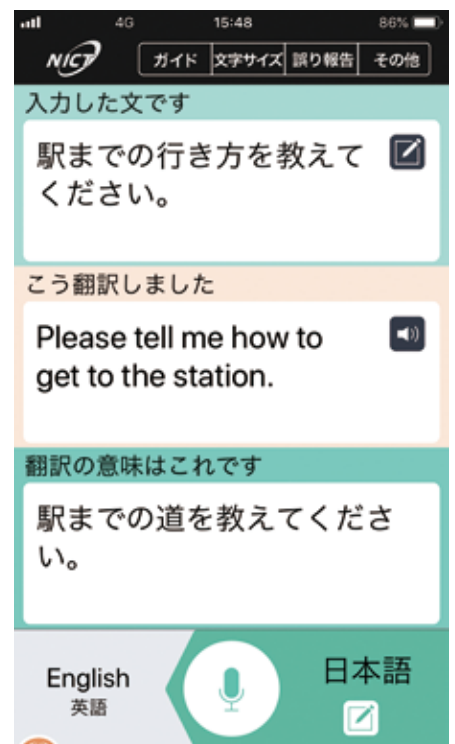 4G 15:48 86%
NICT ガイド 文字サイズ 誤り報告 その他
入力した文です
駅までの行き方を教えて
ください。
こう翻訳しました
Please tell me how to
get to the station.
翻訳の意味はこれです
駅までの道を教えてくださ
い。
English
英語
日本語